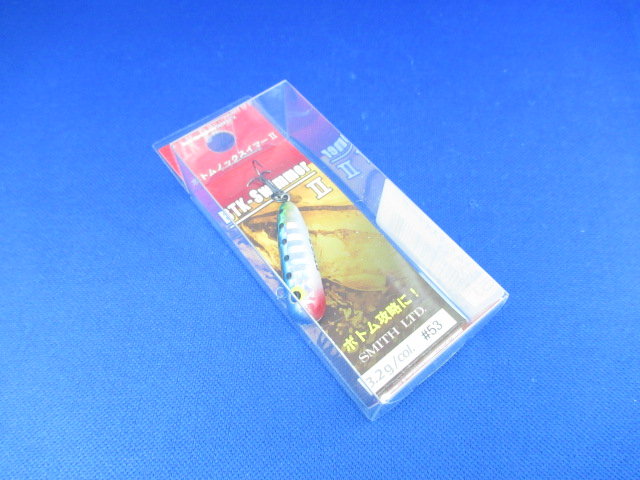 トムノックスイマーII
BTK-Swimmer
II
ボトム攻略に!
SMITH LTD.
3.2g/col. #53